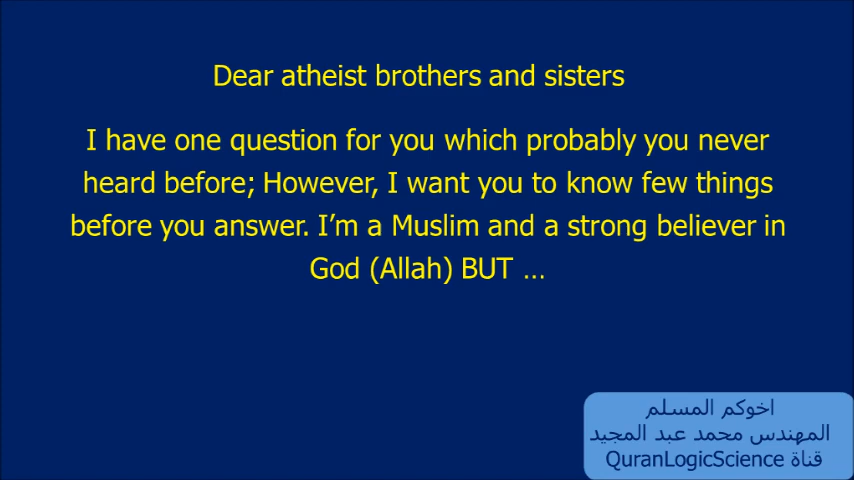 Dear atheist brothers and sisters
I have one question for you which probably you never
heard before; However, I want you to know few things
before you answer. I’m a Muslim and a strong believer in
God (Allah) BUT …
اخوكم المسلم
المهندس محمد عبد المجيد
قناة QuranLogicScience